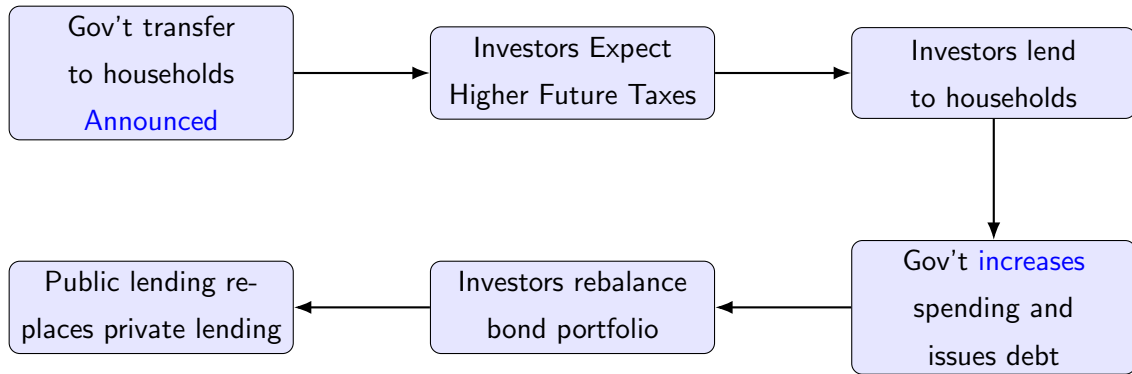 Gov't transfer
to households
Announced
Investors Expect
Higher Future Taxes
Investors lend
to households
Gov't increases
spending and
issues debt
Investors rebalance
bond portfolio
Public lending re-
places private lending